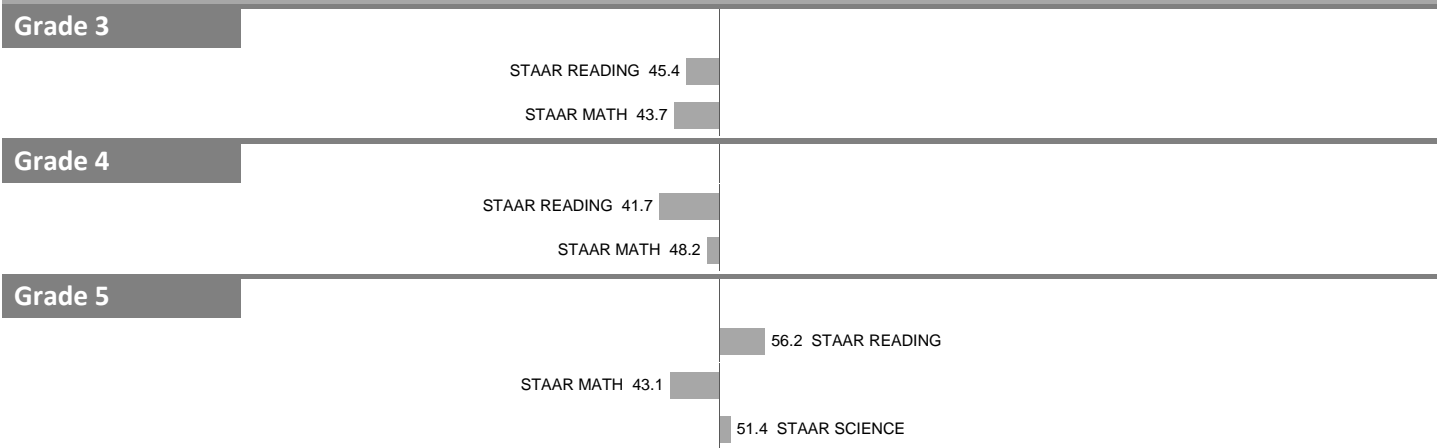 Grade 3
STAAR READING 45.4
STAAR MATH 43.7
Grade 4
STAAR READING 41.7
STAAR MATH 48.2
Grade 5
56.2 STAAR READING
STAAR MATH 43.1
51.4 STAAR SCIENCE